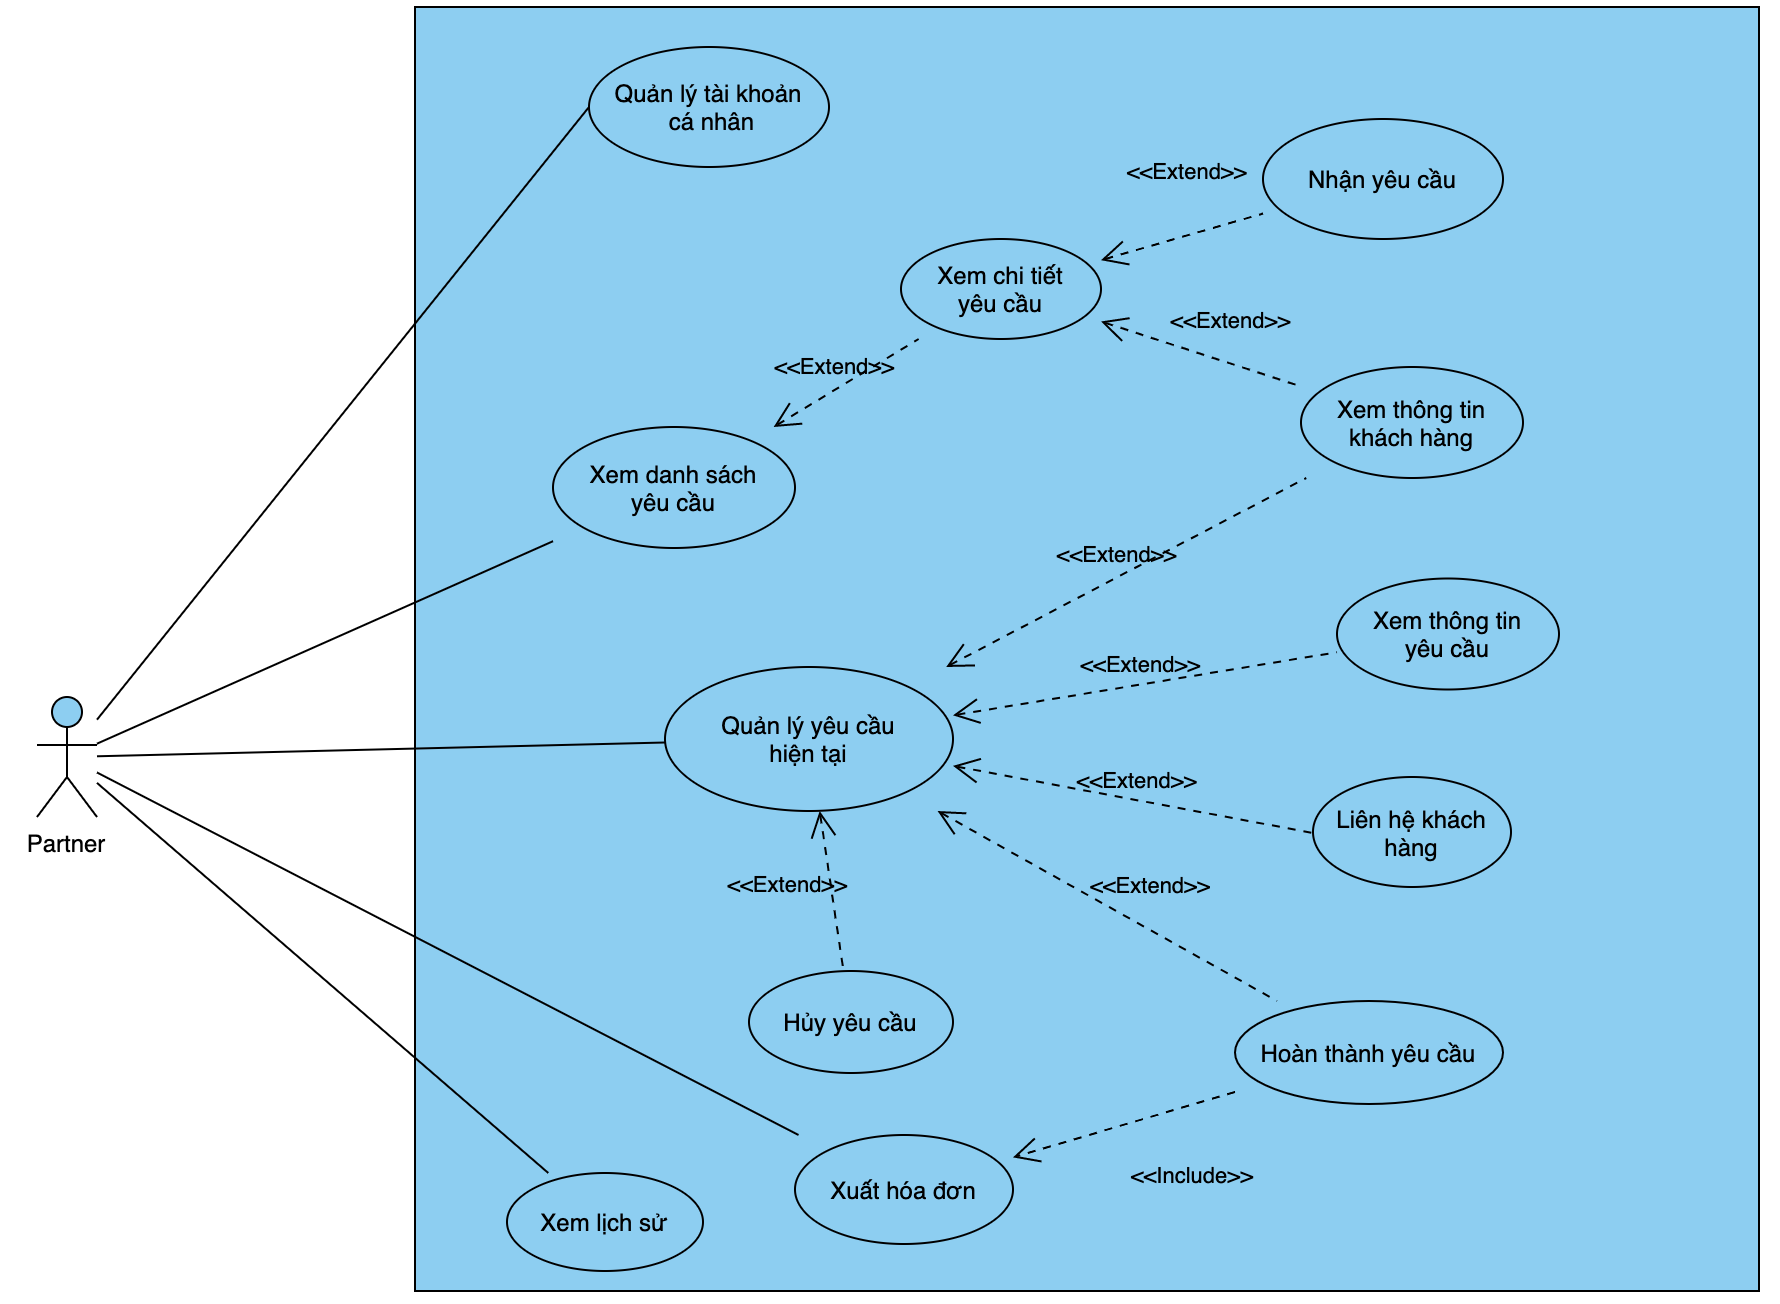 Quản lý tài khoản
cá nhân
<<Extend>>
Nhận yêu cầu
Xem chi tiết
yêu cầu
<<Extend>>
<<Extend>>
Xem thông tin
khách hàng
Xem danh sách
yêu cầu
<<Extend>>
Xem thông tin
yêu cầu
<<Extend>>
Quản lý yêu cầu
hiện tại
<<Extend>>
Liên hệ khách
hàng
Partner
<<Extend>>
<<Extend>>
Hủy yêu cầu
Hoàn thành yêu cầu
<<Include>>
Xuất hóa đơn
Xem lịch sử